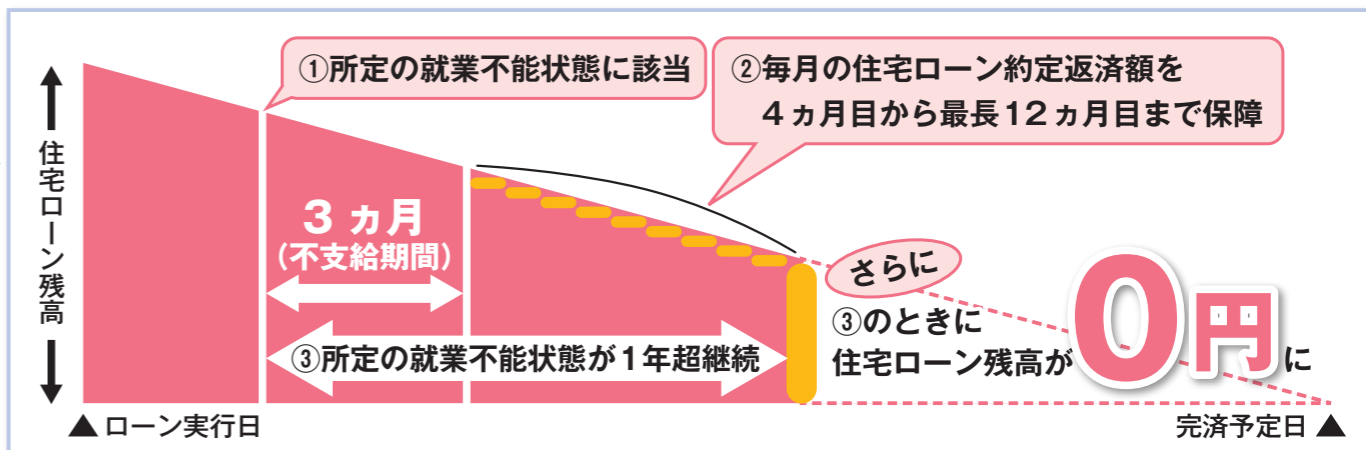 ①所定の就業不能状態に該当
②毎月の住宅ローン約定返済額を
4ヵ月目から最長12ヵ月目まで保障
住宅ローン残高
3ヵ月
(不支給期間)
③所定の就業不能状態が1年超継続
さらに
③のときに
住宅ローン残高が0円に
▲ローン実行日
完済予定日▲